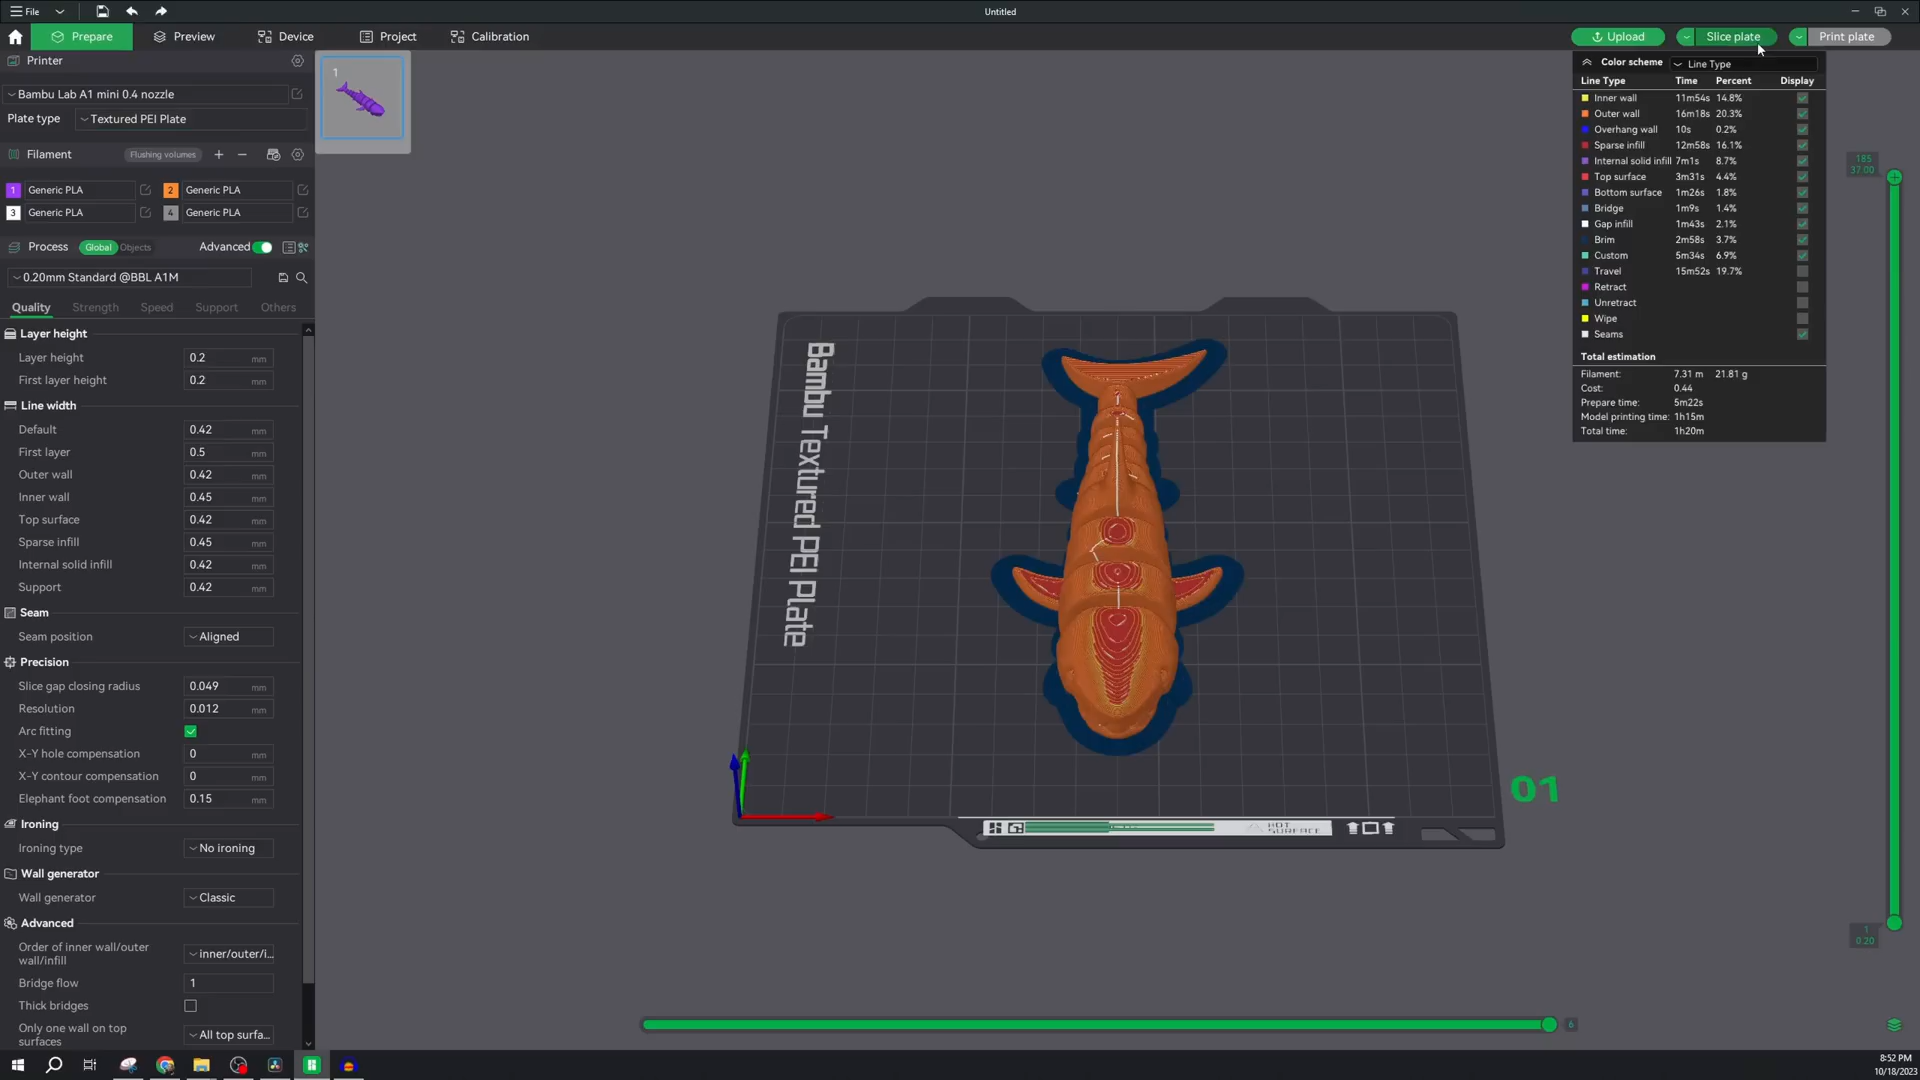 File
Untitled
Prepare
Preview
Device
Project
Calibration
Upload
Slice plate
Print plate
Printer
Bambu Lab A1 mini 0.4 nozzle
Plate type
Textured PEI Plate
Filament
Flushing volumes
1 Generic PLA
2 Generic PLA
3 Generic PLA
4 Generic PLA
Process
Global
Objects
Advanced
0.20mm Standard @BBL A1M
Quality
Strength
Speed
Support
Others
Layer height
Layer height 0.2 mm
First layer height 0.2 mm
Line width
Default 0.42 mm
First layer 0.5 mm
Outer wall 0.42 mm
Inner wall 0.45 mm
Top surface 0.42 mm
Sparse infill 0.45 mm
Internal solid infill 0.42 mm
Support 0.42 mm
Seam
Seam position Aligned
Precision
Slice gap closing radius 0.049 mm
Resolution 0.012 mm
Arc fitting
X-Y hole compensation 0 mm
X-Y contour compensation 0 mm
Elephant foot compensation 0.15 mm
Ironing
Ironing type No ironing
Wall generator
Wall generator Classic
Advanced
Order of inner wall/outer
wall/infill
inner/outer/i...
Bridge flow 1
Thick bridges
Only one wall on top
surfaces
All top surfa...
1
Bambu Textured PEI Plate
01
HOT
SURFACE
Color scheme Line Type
Line Type Time Percent Display
Inner wall 11m54s 14.8%
Outer wall 16m18s 20.3%
Overhang wall 10s 0.2%
Sparse infill 12m58s 16.1%
Internal solid infill 7m1s 8.7%
Top surface 3m31s 4.4%
Bottom surface 1m26s 1.8%
Bridge 1m9s 1.4%
Gap infill 1m43s 2.1%
Brim 2m58s 3.7%
Custom 5m34s 6.9%
Travel 15m52s 19.7%
Retract
Unretract
Wipe
Seams
Total estimation
Filament: 7.31 m 21.81 g
Cost: 0.44
Prepare time: 5m22s
Model printing time: 1h15m
Total time: 1h20m
185
37.00
1
0.20
6
8:52 PM
10/18/2023